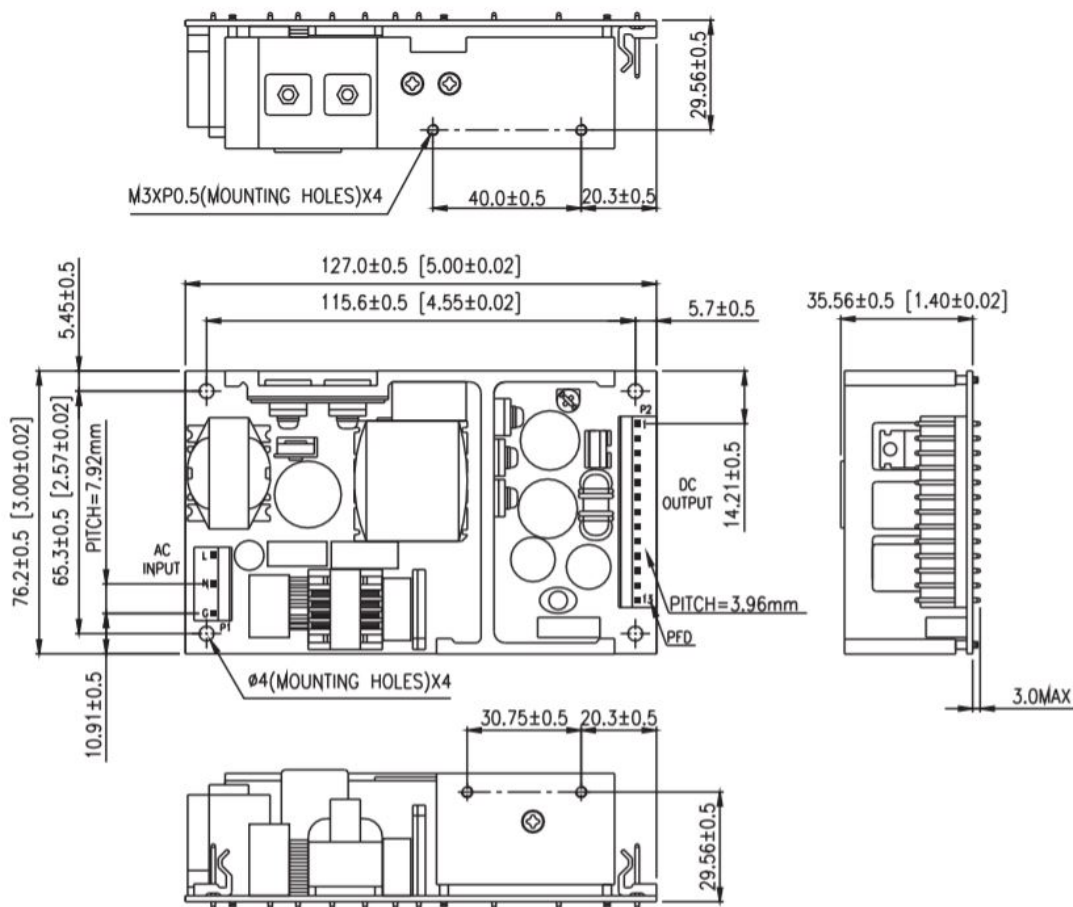 29.56±0.5
M3XP0.5(MOUNTING HOLES)X4
40.0±0.5
20.3±0.5
127.0±0.5 [5.00±0.02]
115.6±0.5 [4.55±0.02]
5.7±0.5
5.45±0.5
35.56±0.5 [1.40±0.02]
76.2±0.5 [3.00±0.02]
65.3±0.5 [2.57±0.02]
PITCH=7.92mm
AC
INPUT
L
N
G
P1
P2
1
DC
OUTPUT
14.21±0.5
13
PITCH=3.96mm
PFD
ø4(MOUNTING HOLES)X4
10.91±0.5
3.0MAX
30.75±0.5
20.3±0.5
29.56±0.5